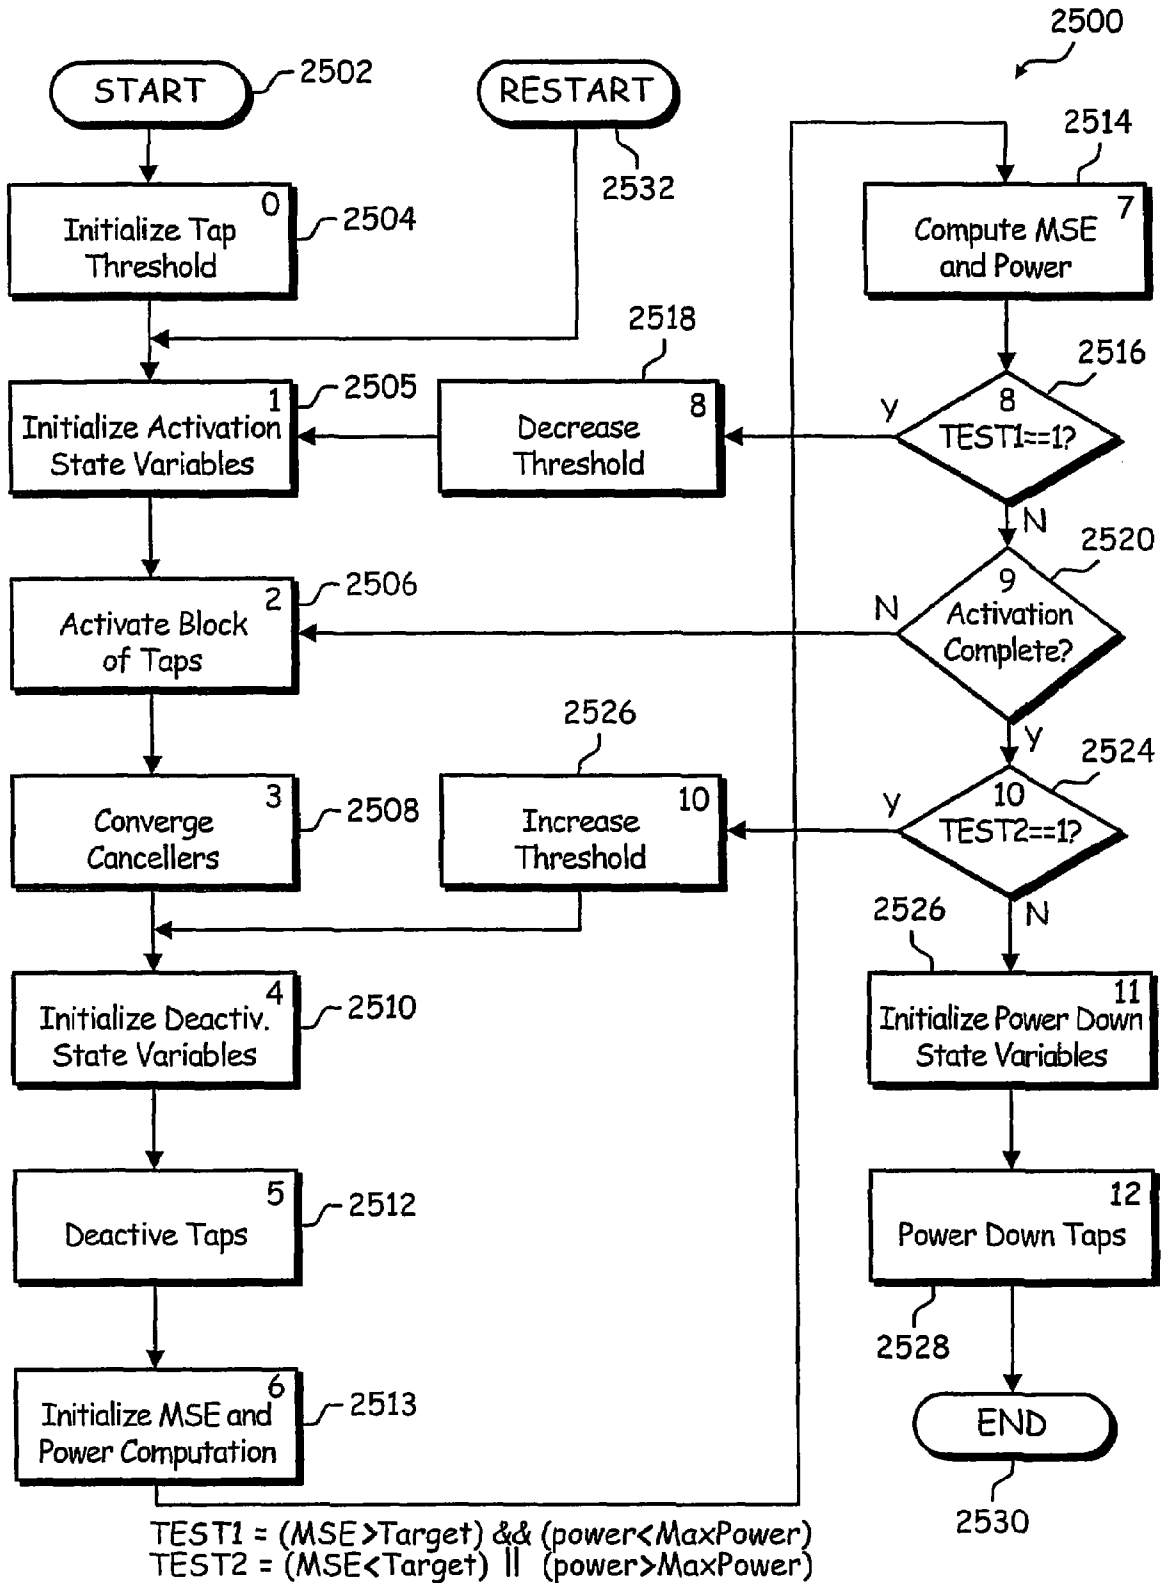 2500
START
2502
RESTART
2532
0
Initialize Tap
Threshold
2504
1
Initialize Activation
State Variables
2505
8
Decrease
Threshold
2518
2
Activate Block
of Taps
2506
3
Converge
Cancellers
2508
10
Increase
Threshold
2526
4
Initialize Deactiv.
State Variables
2510
5
Deactive Taps
2512
6
Initialize MSE and
Power Computation
2513
7
Compute MSE
and Power
2514
8
TEST1==1?
2516
Y
N
9
Activation
Complete?
2520
N
Y
10
TEST2==1?
2524
Y
N
11
Initialize Power Down
State Variables
2526
12
Power Down Taps
2528
END
2530
TEST1 = (MSE>Target) && (power<MaxPower)
TEST2 = (MSE<Target) || (power>MaxPower)